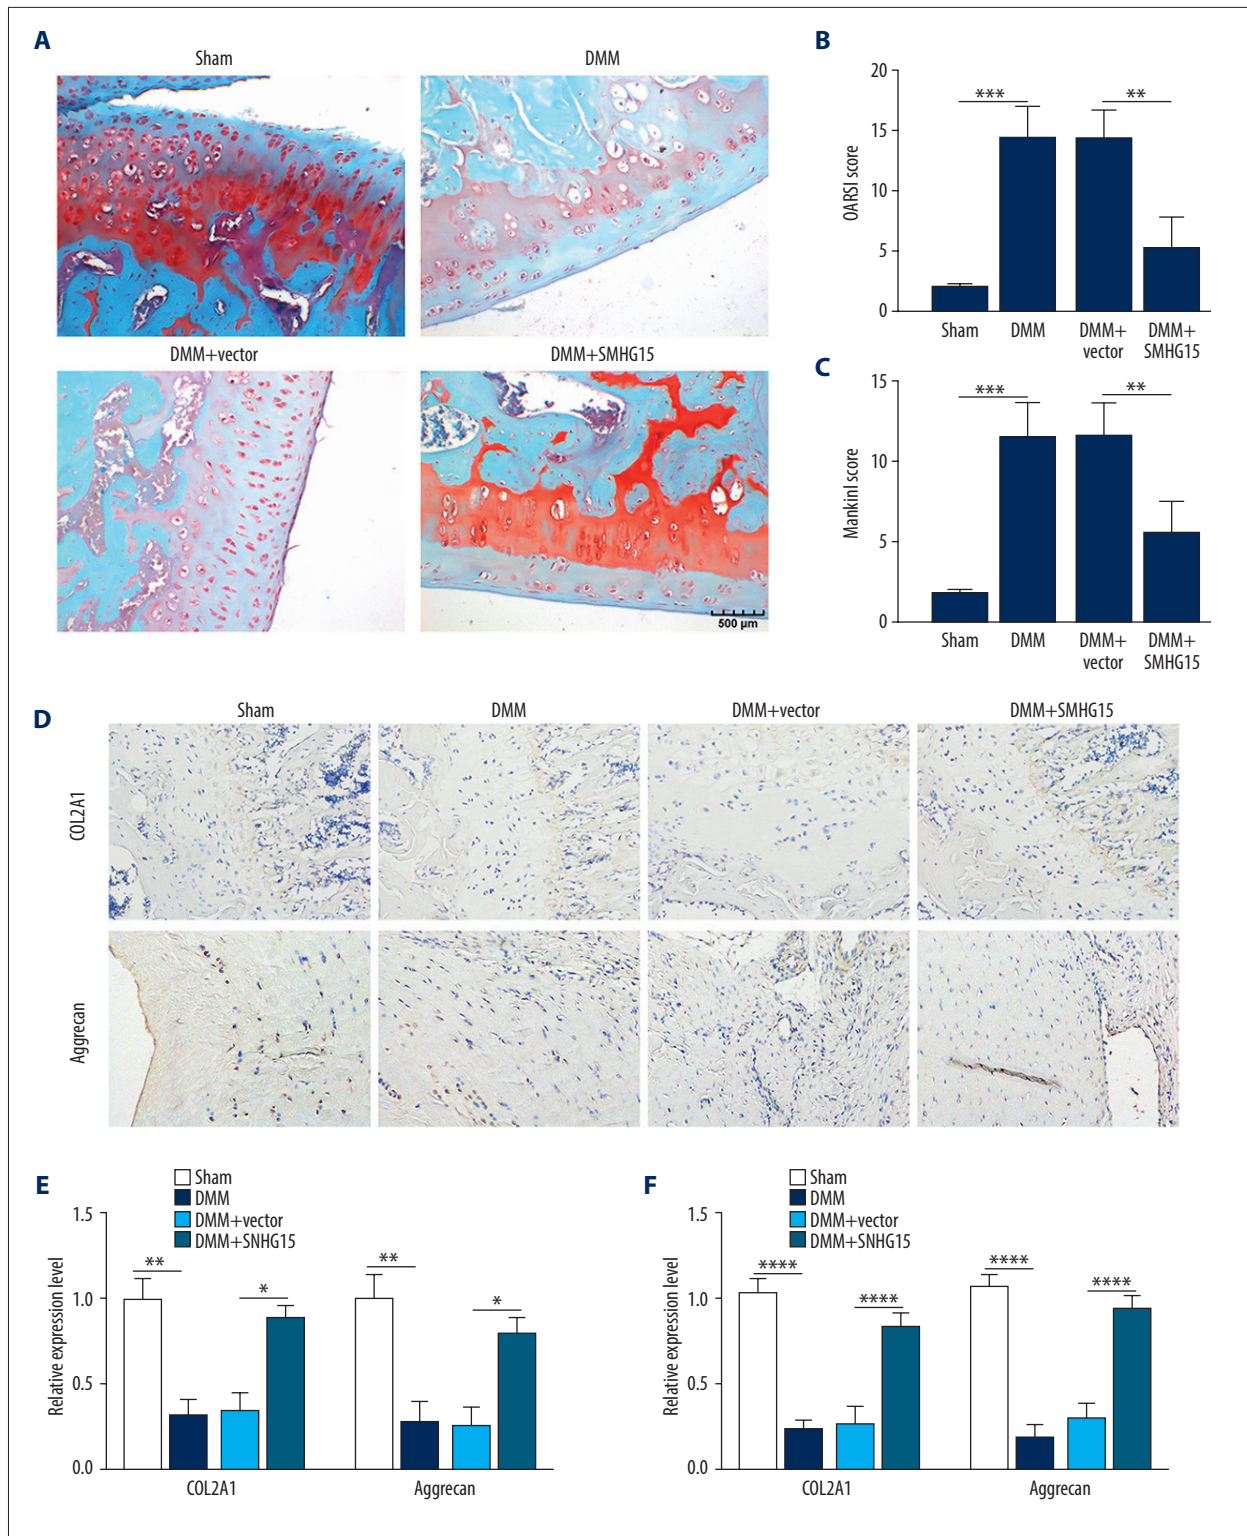 A
Sham
DMM
DMM+vector
DMM+SMHG15
500 µm
B
20
15
10
5
0
OARSI score
***
**
Sham
DMM
DMM+
vector
DMM+
SMHG15
C
15
10
5
0
Mankinl score
***
**
Sham
DMM
DMM+
vector
DMM+
SMHG15
D
Sham
DMM
DMM+vector
DMM+SMHG15
COL2A1
Aggrecan
E
Sham
DMM
DMM+vector
DMM+SNHG15
1.5
1.0
0.5
0.0
Relative expression level
**
*
**
*
COL2A1
Aggrecan
F
Sham
DMM
DMM+vector
DMM+SNHG15
1.5
1.0
0.5
0.0
Relative expression level
****
****
****
****
COL2A1
Aggrecan